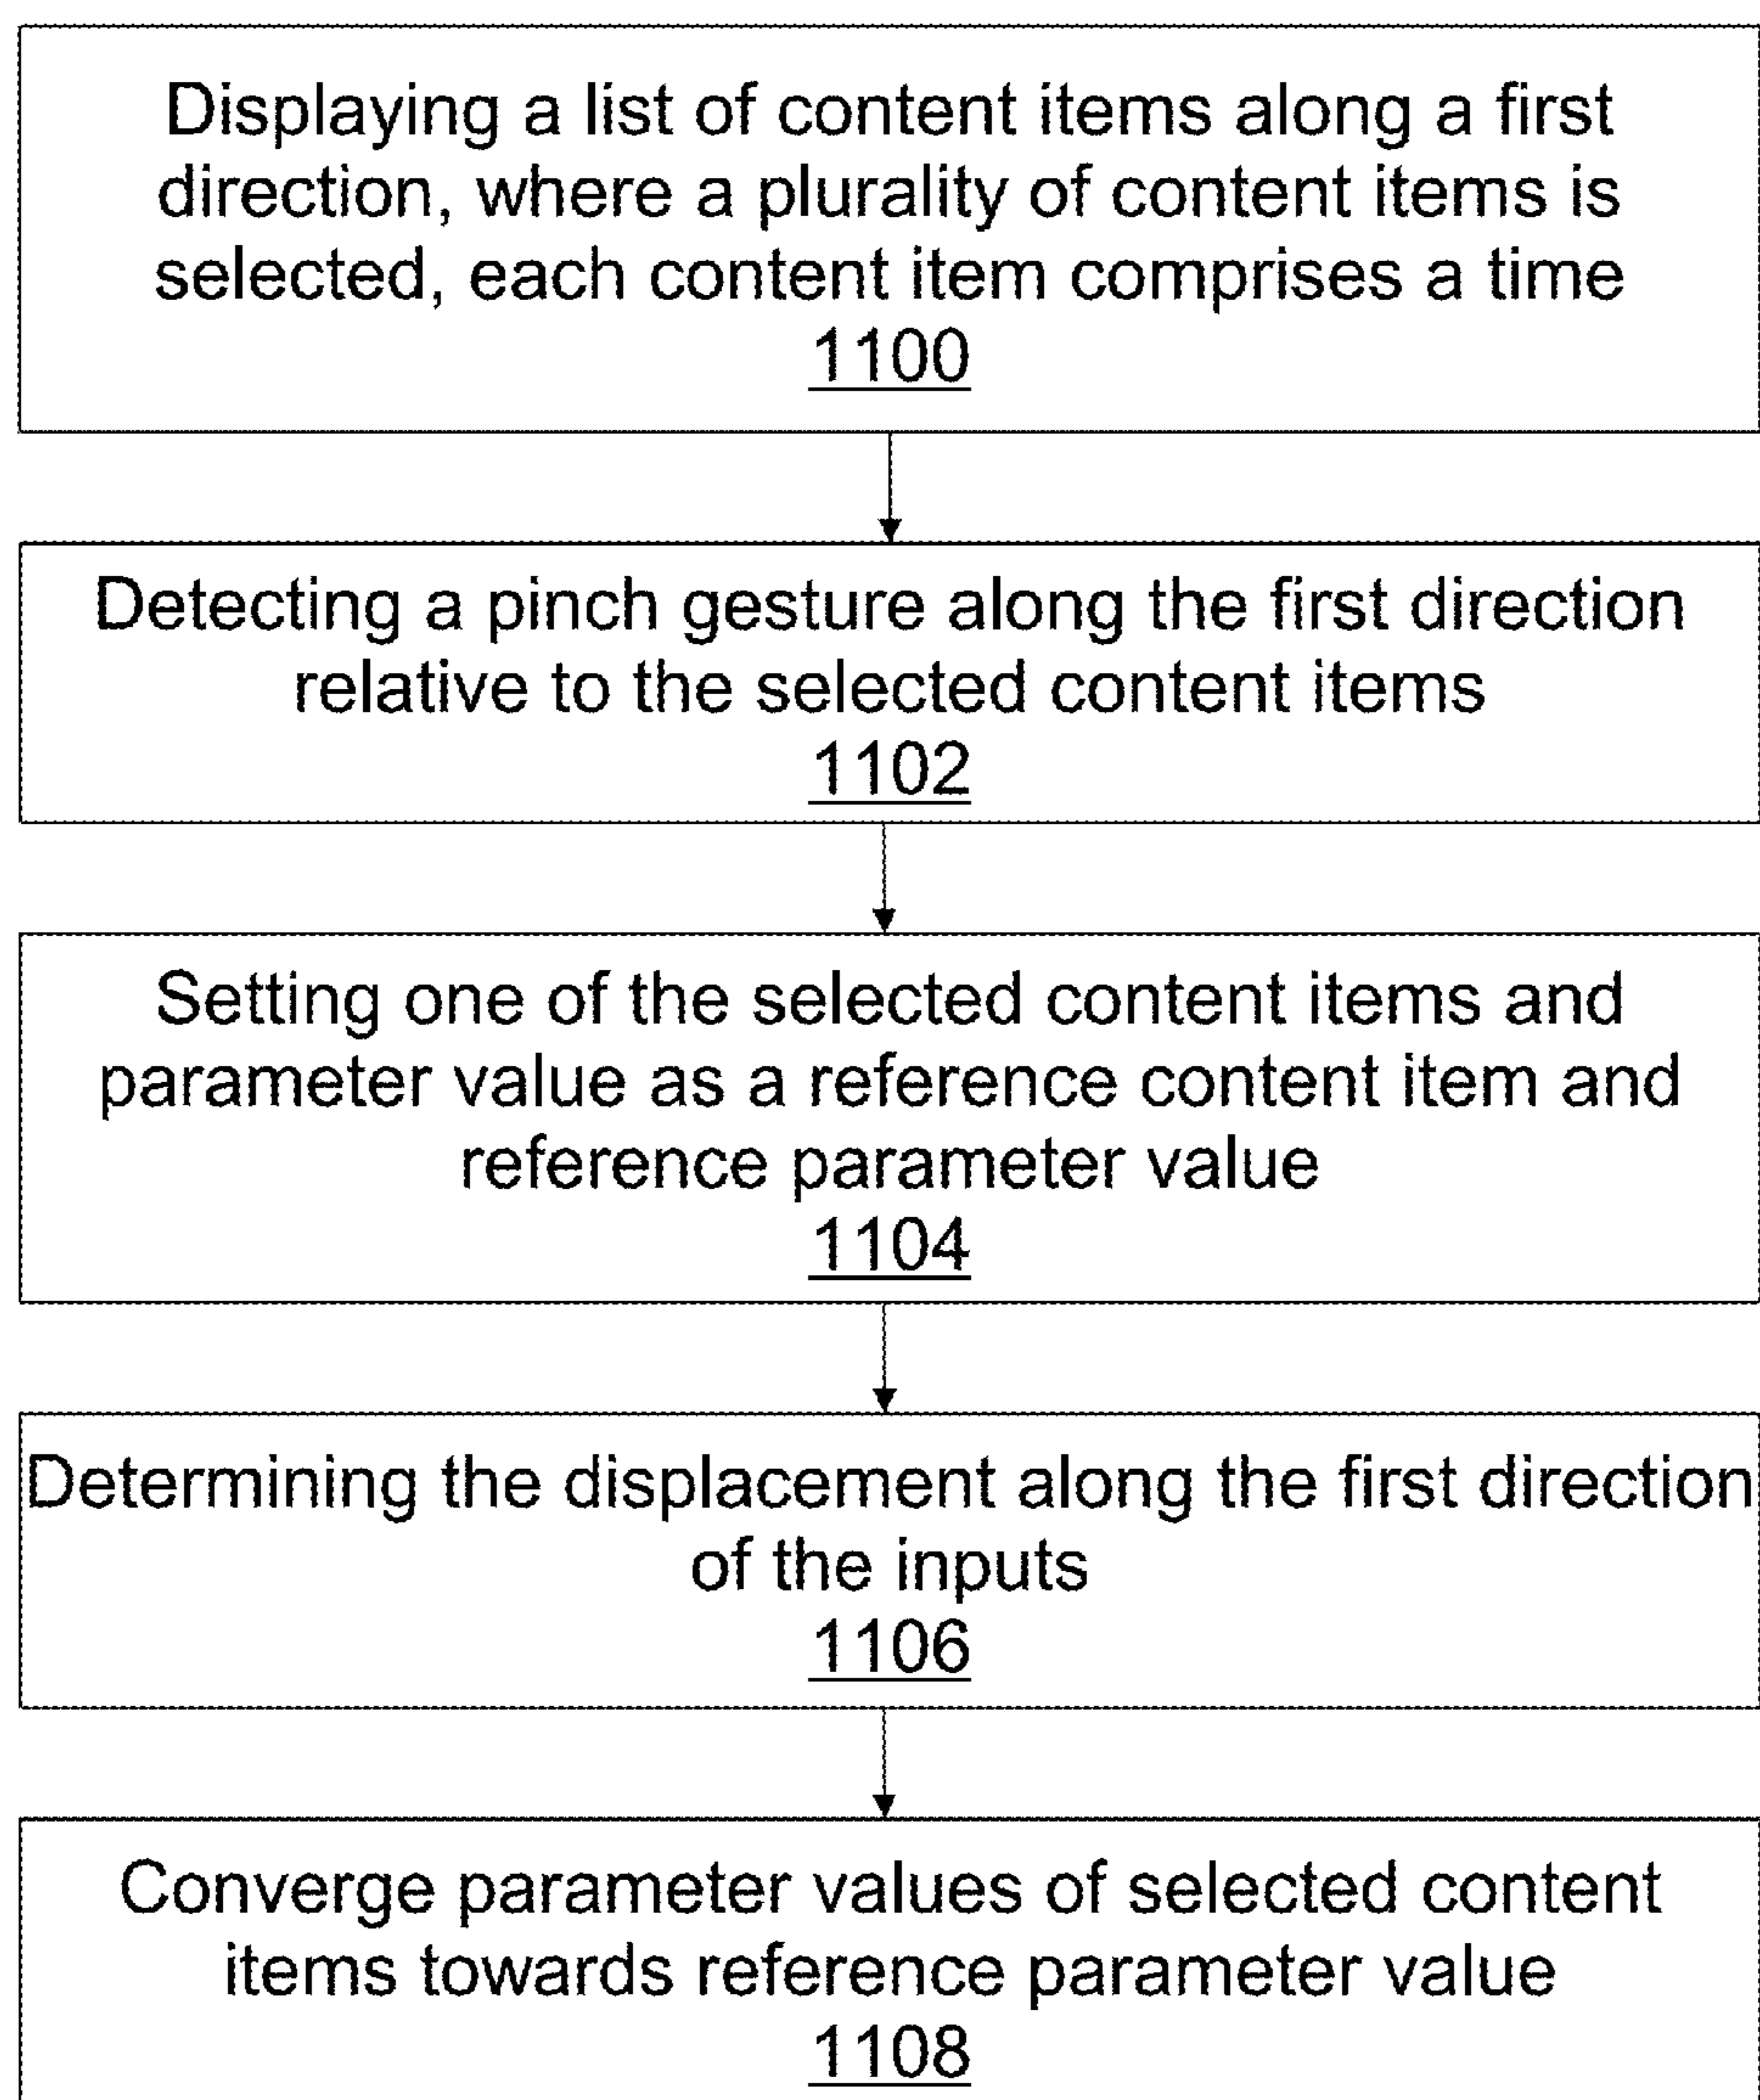 Displaying a list of content items along a first
direction, where a plurality of content items is
selected, each content item comprises a time
1100
Detecting a pinch gesture along the first direction
relative to the selected content items
1102
Setting one of the selected content items and
parameter value as a reference content item and
reference parameter value
1104
Determining the displacement along the first direction
of the inputs
1106
Converge parameter values of selected content
items towards reference parameter value
1108